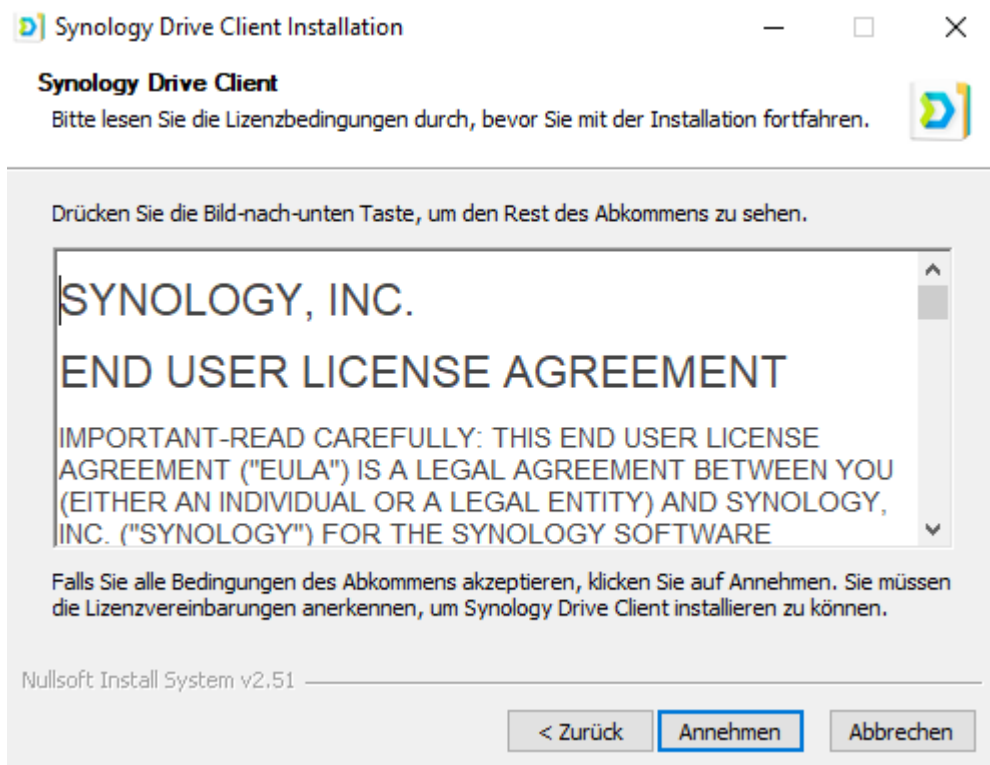 Synology Drive Client Installation
Synology Drive Client
Bitte lesen Sie die Lizenzbedingungen durch, bevor Sie mit der Installation fortfahren.
Drücken Sie die Bild-nach-unten Taste, um den Rest des Abkommens zu sehen.
SYNOLOGY, INC.
END USER LICENSE AGREEMENT
IMPORTANT-READ CAREFULLY: THIS END USER LICENSE
AGREEMENT ("EULA") IS A LEGAL AGREEMENT BETWEEN YOU
(EITHER AN INDIVIDUAL OR A LEGAL ENTITY) AND SYNOLOGY,
INC. ("SYNOLOGY") FOR THE SYNOLOGY SOFTWARE
Falls Sie alle Bedingungen des Abkommens akzeptieren, klicken Sie auf Annehmen. Sie müssen
die Lizenzvereinbarungen anerkennen, um Synology Drive Client installieren zu können.
Nullsoft Install System v2.51
< Zurück
Annehmen
Abbrechen